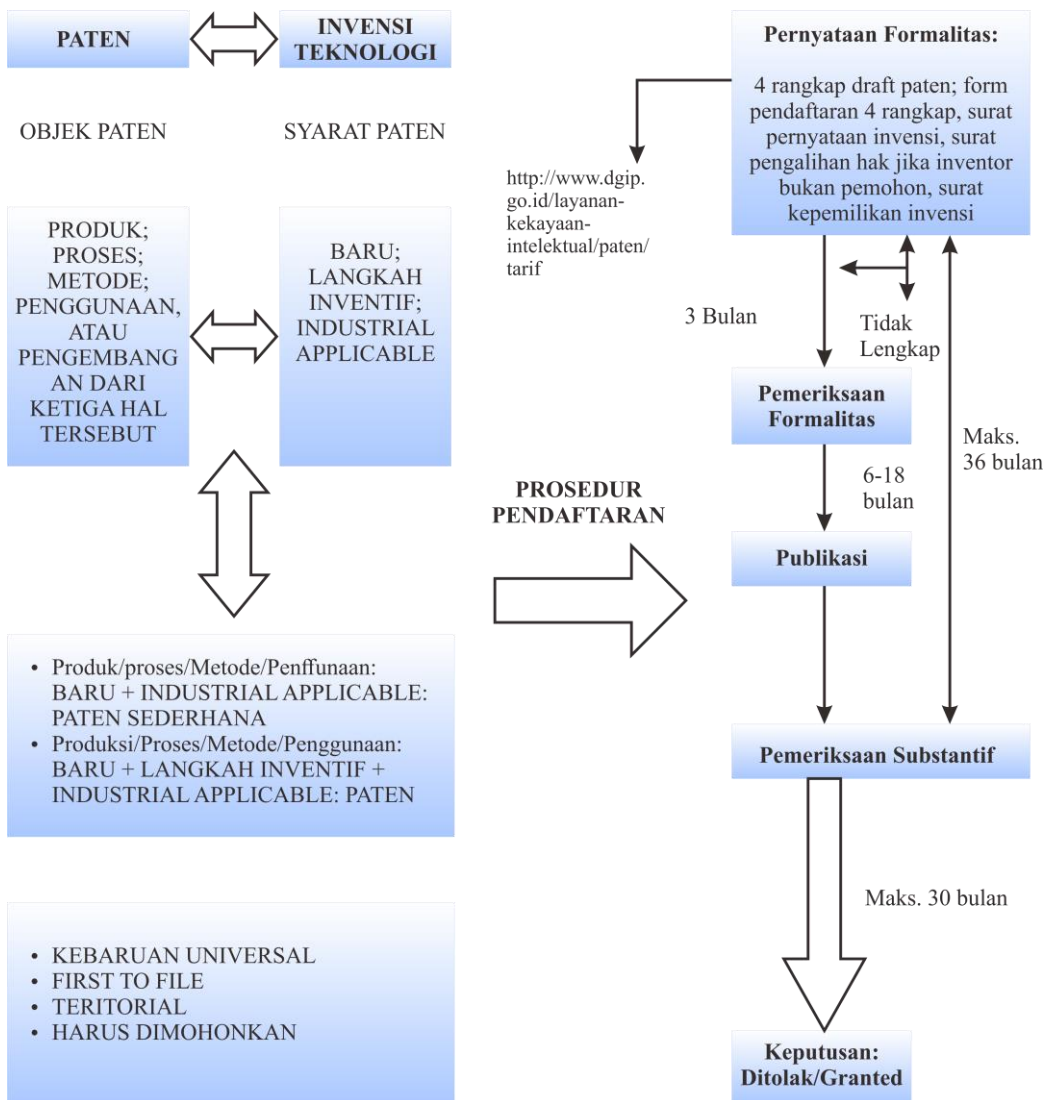 PATEN
INVENSI
TEKNOLOGI
OBJEK PATEN
SYARAT PATEN
PRODUK;
PROSES;
METODE;
PENGGUNAAN,
ATAU
PENGEMBANG
AN DARI
KETIGA HAL
TERSEBUT
BARU;
LANGKAH
INVENTIF;
INDUSTRIAL
APPLICABLE
• Produk/proses/Metode/Penffunaan:
BARU + INDUSTRIAL APPLICABLE:
PATEN SEDERHANA
• Produksi/Proses/Metode/Penggunaan:
BARU + LANGKAH INVENTIF +
INDUSTRIAL APPLICABLE: PATEN
• KEBARUAN UNIVERSAL
• FIRST TO FILE
• TERITORIAL
• HARUS DIMOHONKAN
PROSEDUR
PENDAFTARAN
Pernyataan Formalitas:
4 rangkap draft paten; form
pendaftaran 4 rangkap, surat
pernyataan invensi, surat
pengalihan hak jika inventor
bukan pemohon, surat
kepemilikan invensi
http://www.dgip.
go.id/layanan-
kekayaan-
intelektual/paten/
tarif
3 Bulan
Tidak
Lengkap
Pemeriksaan
Formalitas
Maks.
36 bulan
6-18
bulan
Publikasi
Pemeriksaan Substantif
Maks. 30 bulan
Keputusan:
Ditolak/Granted